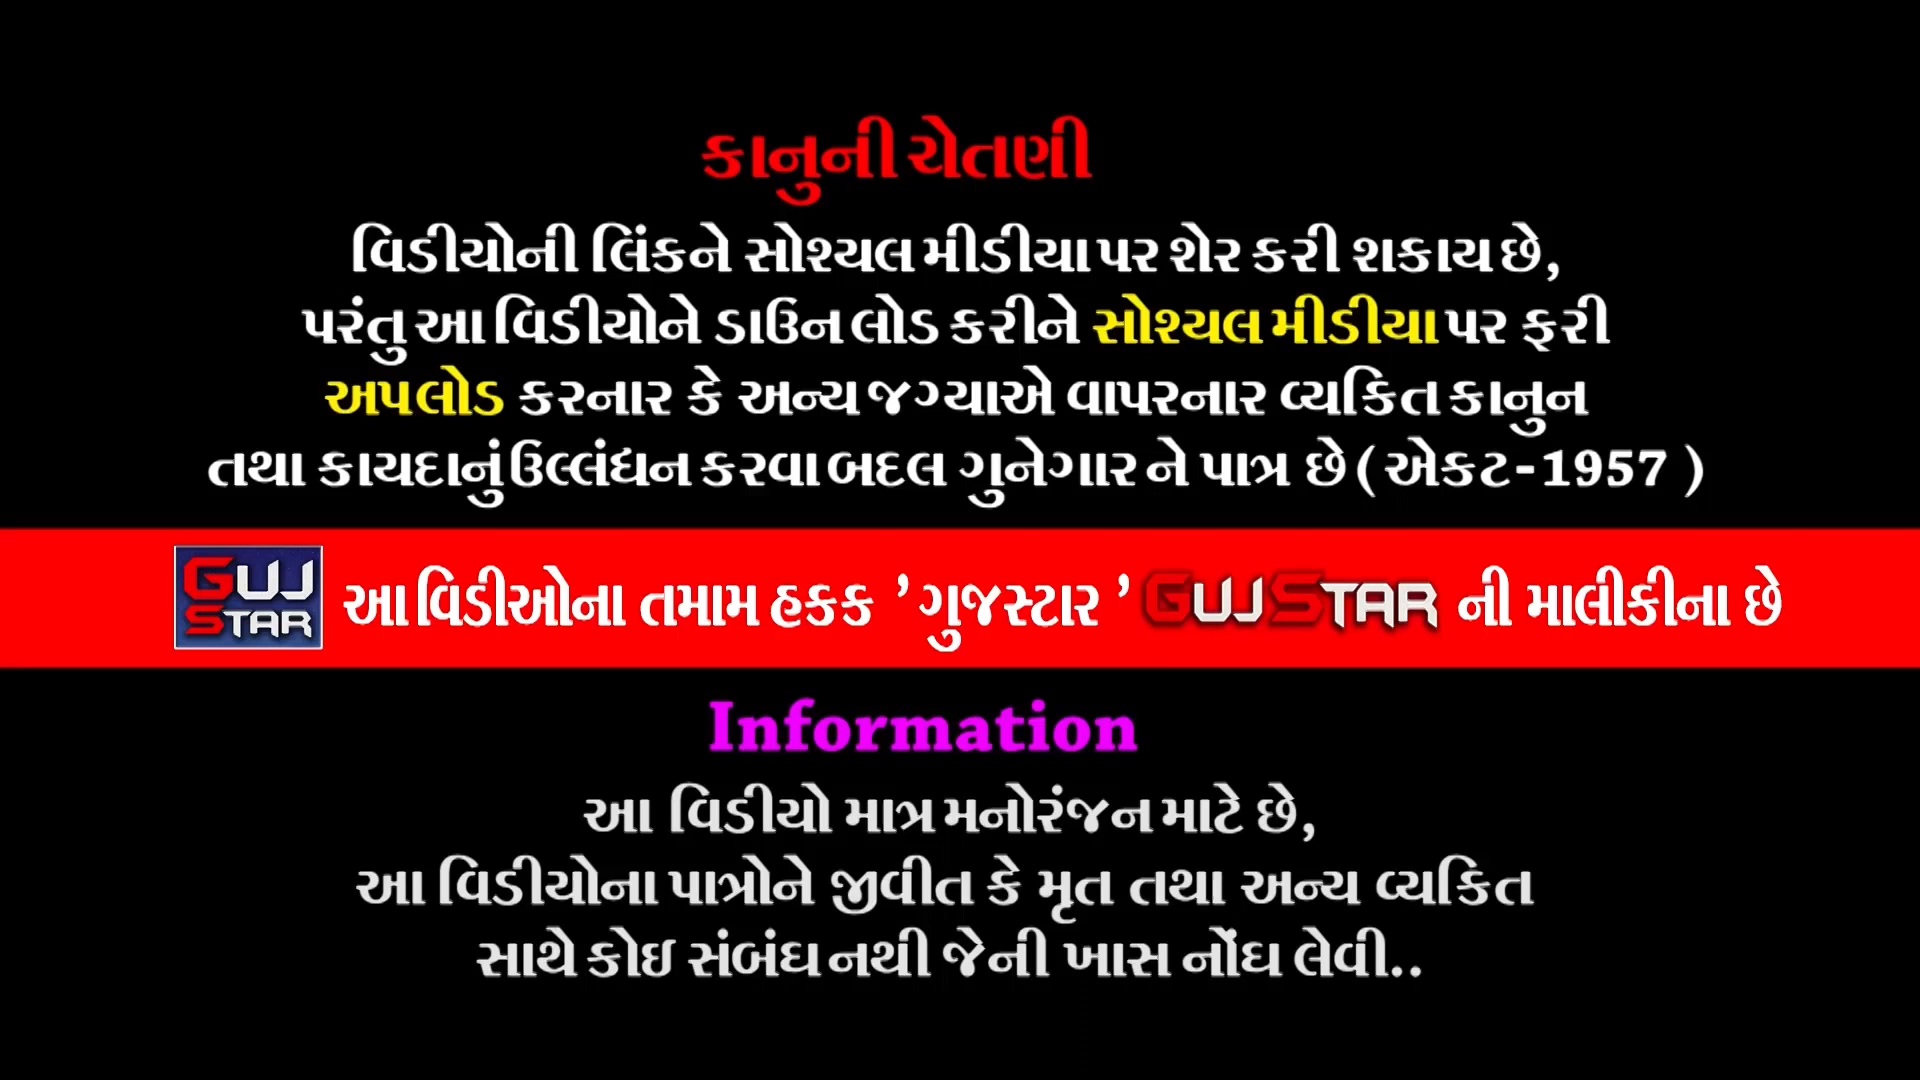 કાનુની ચેતણી
વિડીયોની લિંકને સોશ્યલ મીડીયા પર શેર કરી શકાય છે,
પરંતુ આ વિડીયોને ડાઉન લોડ કરીને સોશ્યલ મીડીયા પર ફરી
અપલોડ કરનાર કે અન્ય જગ્યાએ વાપરનાર વ્યકિત કાનુન
તથા કાયદાનું ઉલ્લંઘન કરવા બદલ ગુનેગાર ને પાત્ર છે ( એકટ-1957 )
GUJ STAR આ વિડીઓના તમામ હકક ’ ગુજસ્ટાર ’ GUJ STAR ની માલીકીના છે
Information
આ વિડીયો માત્ર મનોરંજન માટે છે,
આ વિડીયોના પાત્રોને જીવીત કે મૃત તથા અન્ય વ્યકિત
સાથે કોઇ સંબંઘ નથી જેની ખાસ નોંઘ લેવી..